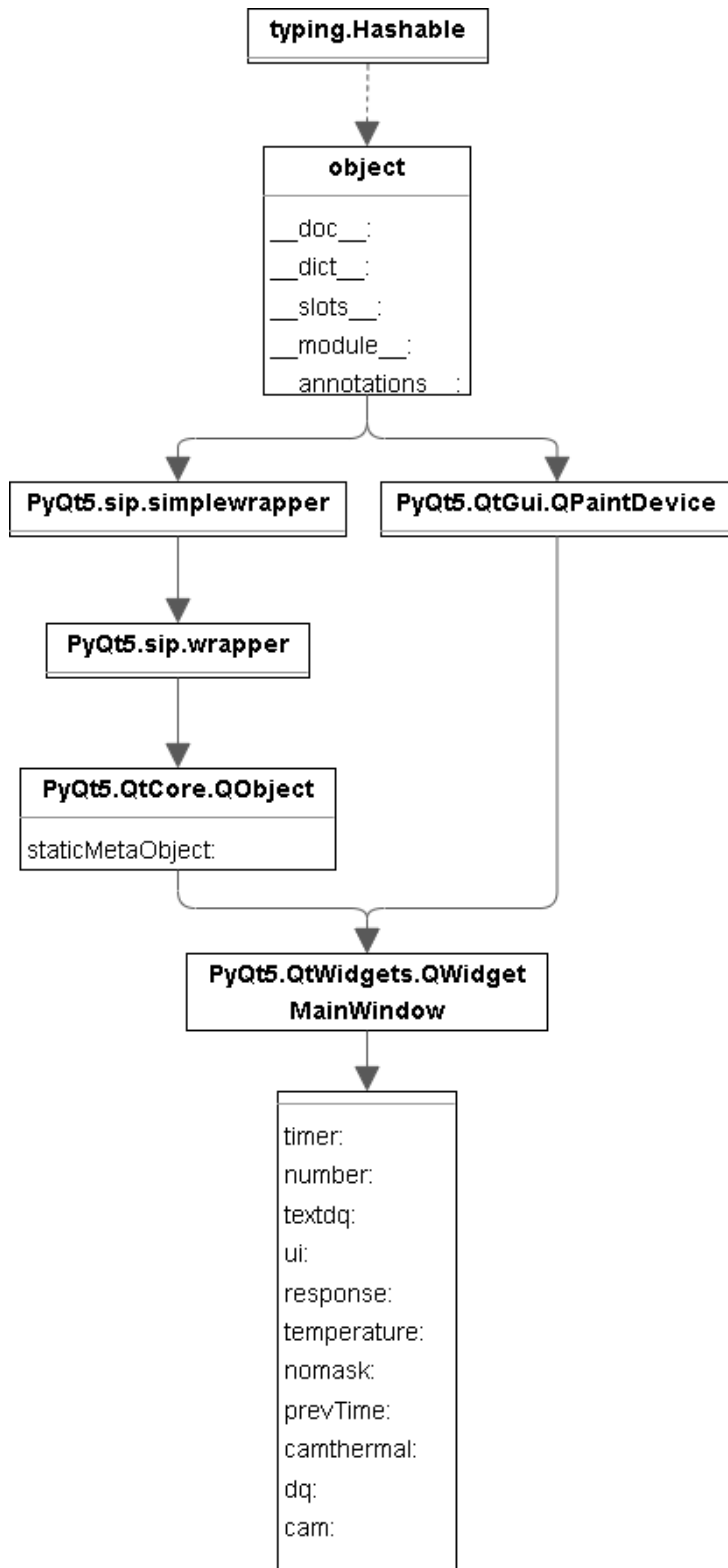 typing.Hashable
object
__doc__:
__dict__:
__slots__:
__module__:
__annotations__:
PyQt5.sip.simplewrapper
PyQt5.QtGui.QPaintDevice
PyQt5.sip.wrapper
PyQt5.QtCore.QObject
staticMetaObject:
PyQt5.QtWidgets.QWidget
MainWindow
timer:
number:
textdq:
ui:
response:
temperature:
nomask:
prevTime:
camthermal:
dq:
cam: